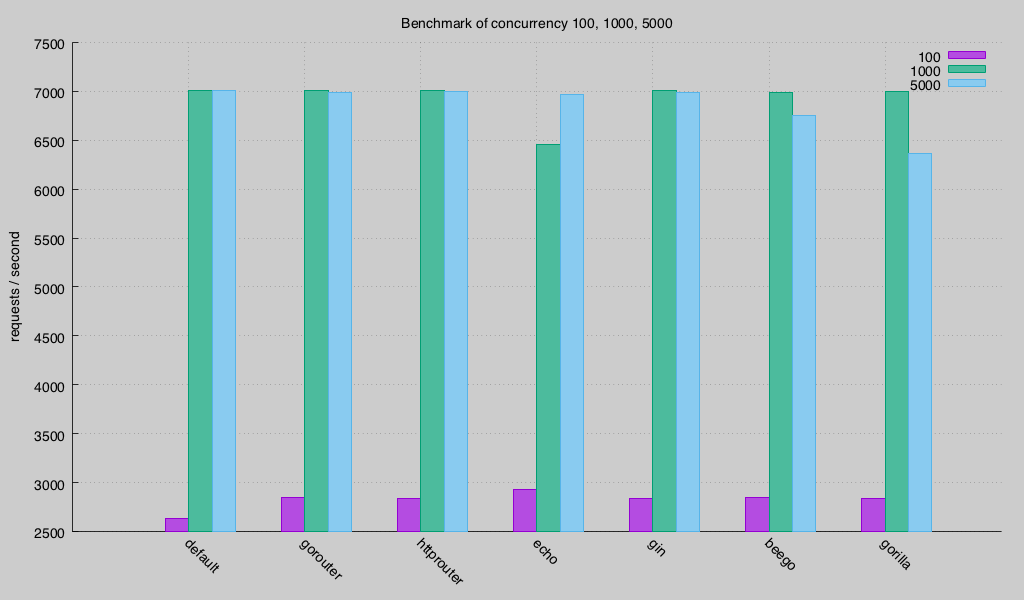 Benchmark of concurrency 100, 1000, 5000
100
1000
5000
requests / second
7500
7000
6500
6000
5500
5000
4500
4000
3500
3000
2500
default
gorouter
httprouter
echo
gin
beego
gorilla